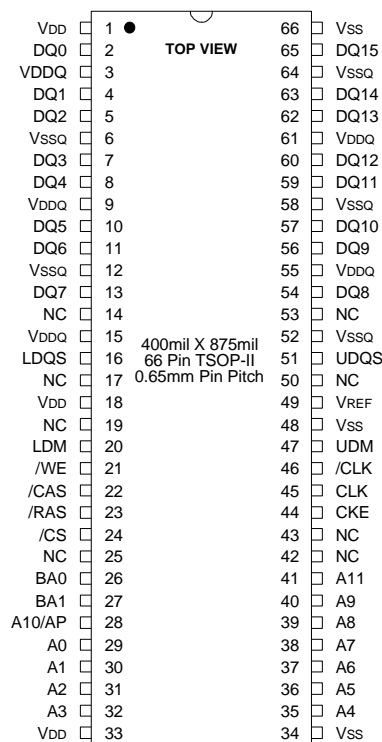 VDD 1 66 VSS
DQ0 2 TOP VIEW 65 DQ15
VDDQ 3 64 VSSQ
DQ1 4 63 DQ14
DQ2 5 62 DQ13
VSSQ 6 61 VDDQ
DQ3 7 60 DQ12
DQ4 8 59 DQ11
VDDQ 9 58 VSSQ
DQ5 10 57 DQ10
DQ6 11 56 DQ9
VSSQ 12 55 VDDQ
DQ7 13 54 DQ8
NC 14 53 NC
VDDQ 15 400mil X 875mil 52 VSSQ
LDQS 16 66 Pin TSOP-II 51 UDQS
NC 17 0.65mm Pin Pitch 50 NC
VDD 18 49 VREF
NC 19 48 VSS
LDM 20 47 UDM
/WE 21 46 /CLK
/CAS 22 45 CLK
/RAS 23 44 CKE
/CS 24 43 NC
NC 25 42 NC
BA0 26 41 A11
BA1 27 40 A9
A10/AP 28 39 A8
A0 29 38 A7
A1 30 37 A6
A2 31 36 A5
A3 32 35 A4
VDD 33 34 VSS